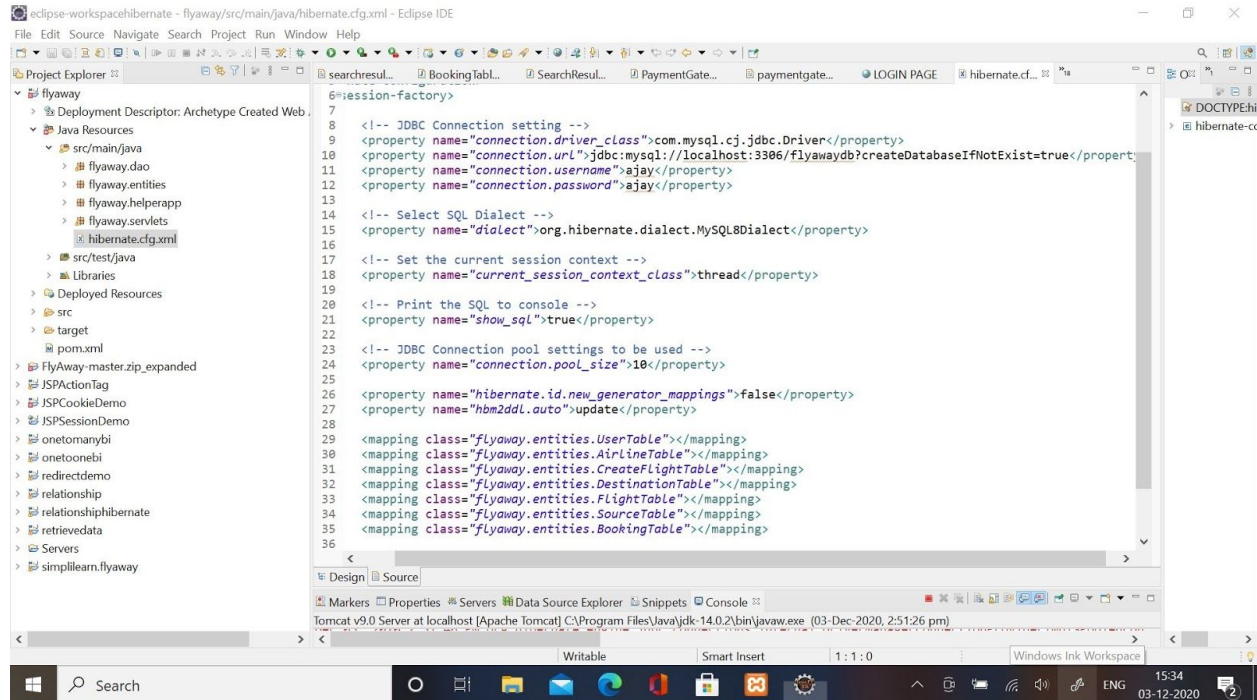 eclipse-workspacehibernate - flyaway/src/main/java/hibernate.cfg.xml - Eclipse IDE
File Edit Source Navigate Search Project Run Window Help
Project Explorer
flyaway
Deployment Descriptor: Archetype Created Web
Java Resources
src/main/java
flyaway.dao
flyaway.entities
flyaway.helperapp
flyaway.servlets
hibernate.cfg.xml
src/test/java
Libraries
Deployed Resources
src
target
pom.xml
FlyAway-master.zip_expanded
JSPActionTag
JSPCookieDemo
JSPSessionDemo
onetomanybi
onetoonebi
redirectdemo
relationship
relationshiphibernate
retrievedata
Servers
simplilearn.flyaway
searchresul... BookingTabl... SearchResul... PaymentGate... paymentgate... LOGIN PAGE hibernate.cf... "18
6 session-factory>
7
8 <!-- JDBC Connection setting -->
9 <property name="connection.driver_class">com.mysql.cj.jdbc.Driver</property>
10 <property name="connection.url">jdbc:mysql://localhost:3306/flyawaydb?createDatabaseIfNotExist=true</propert
11 <property name="connection.username">ajay</property>
12 <property name="connection.password">ajay</property>
13
14 <!-- Select SQL Dialect -->
15 <property name="dialect">org.hibernate.dialect.MySQL8Dialect</property>
16
17 <!-- Set the current session context -->
18 <property name="current_session_context_class">thread</property>
19
20 <!-- Print the SQL to console -->
21 <property name="show_sql">true</property>
22
23 <!-- JDBC Connection pool settings to be used -->
24 <property name="connection.pool_size">10</property>
25
26 <property name="hibernate.id.new_generator_mappings">false</property>
27 <property name="hbm2ddl.auto">update</property>
28
29 <mapping class="flyaway.entities.UserTable"></mapping>
30 <mapping class="flyaway.entities.AirlineTable"></mapping>
31 <mapping class="flyaway.entities.CreateFlightTable"></mapping>
32 <mapping class="flyaway.entities.DestinationTable"></mapping>
33 <mapping class="flyaway.entities.FlightTable"></mapping>
34 <mapping class="flyaway.entities.SourceTable"></mapping>
35 <mapping class="flyaway.entities.BookingTable"></mapping>
36
Design Source
Markers Properties Servers Data Source Explorer Snippets Console
Tomcat v9.0 Server at localhost [Apache Tomcat] C:\Program Files\Java\jdk-14.0.2\bin\javaw.exe (03-Dec-2020, 2:51:26 pm)
O "1
DOCTYPE:hi
hibernate-co
Writable Smart Insert 1 : 1 : 0 Windows Ink Workspace
Search ENG 15:34
03-12-2020 2